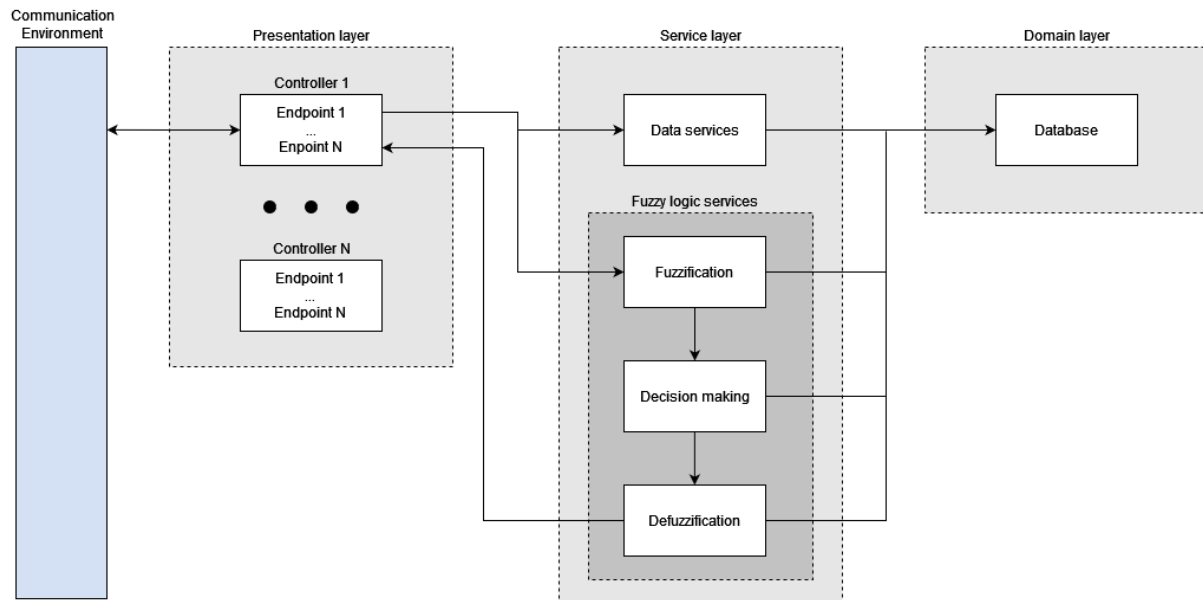 Communication
Environment
Presentation layer
Controller 1
Endpoint 1
...
Enpoint N
Controller N
Endpoint 1
...
Endpoint N
Service layer
Data services
Fuzzy logic services
Fuzzification
Decision making
Defuzzification
Domain layer
Database